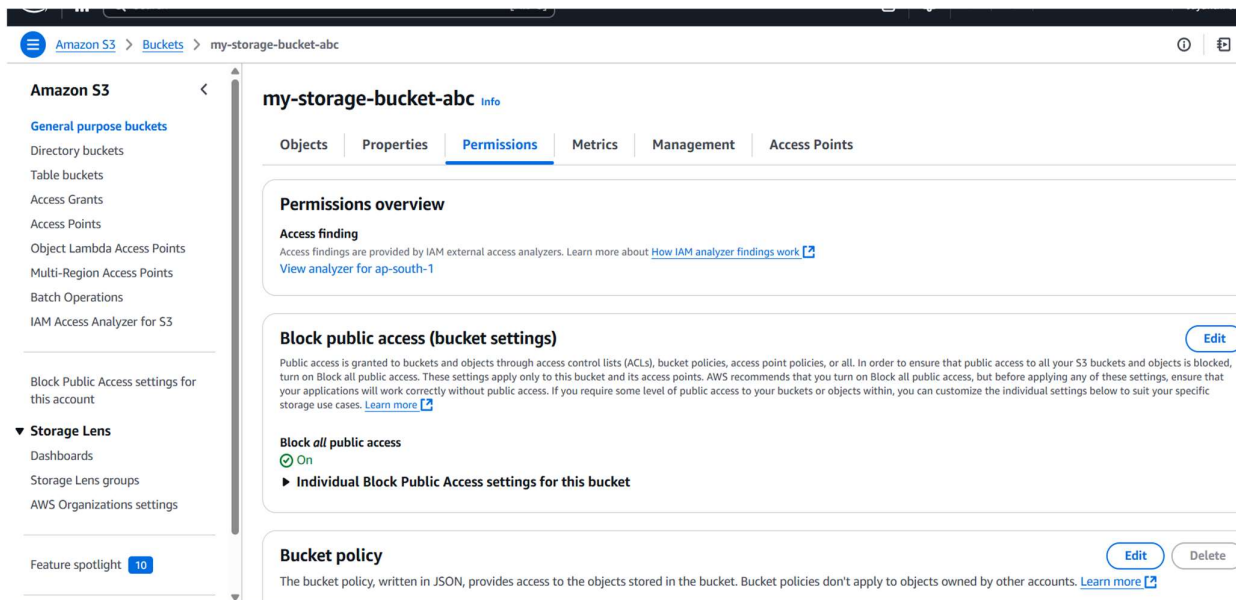 Amazon S3 > Buckets > my-storage-bucket-abc
Amazon S3
General purpose buckets
Directory buckets
Table buckets
Access Grants
Access Points
Object Lambda Access Points
Multi-Region Access Points
Batch Operations
IAM Access Analyzer for S3
Block Public Access settings for
this account
Storage Lens
Dashboards
Storage Lens groups
AWS Organizations settings
Feature spotlight 10
my-storage-bucket-abc Info
Objects Properties Permissions Metrics Management Access Points
Permissions overview
Access finding
Access findings are provided by IAM external access analyzers. Learn more about How IAM analyzer findings work
View analyzer for ap-south-1
Block public access (bucket settings)
Edit
Public access is granted to buckets and objects through access control lists (ACLs), bucket policies, access point policies, or all. In order to ensure that public access to all your S3 buckets and objects is blocked,
turn on Block all public access. These settings apply only to this bucket and its access points. AWS recommends that you turn on Block all public access, but before applying any of these settings, ensure that
your applications will work correctly without public access. If you require some level of public access to your buckets or objects within, you can customize the individual settings below to suit your specific
storage use cases. Learn more
Block all public access
On
Individual Block Public Access settings for this bucket
Bucket policy
Edit Delete
The bucket policy, written in JSON, provides access to the objects stored in the bucket. Bucket policies don't apply to objects owned by other accounts. Learn more